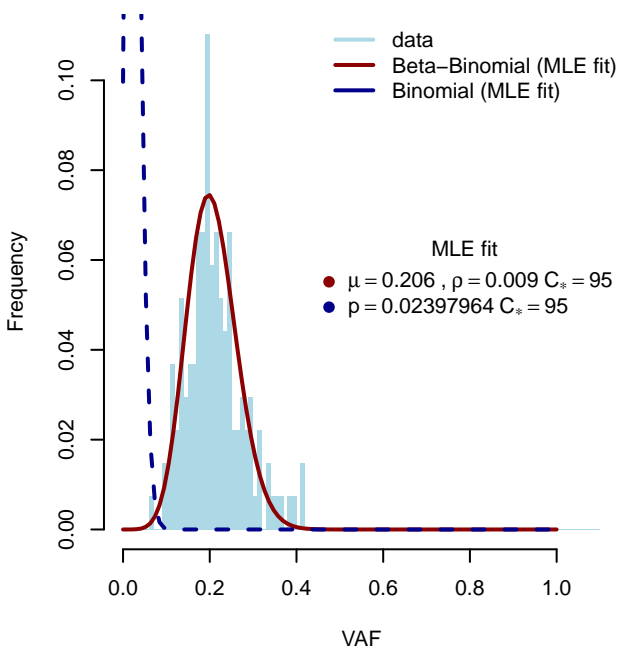 data
Beta−Binomial (MLE fit)
Binomial (MLE fit)
MLE fit
μ = 0.206 , ρ = 0.009 C* = 95
p = 0.02397964 C* = 95
Frequency
0.10
0.08
0.06
0.04
0.02
0.00
0.0 0.2 0.4 0.6 0.8 1.0
VAF